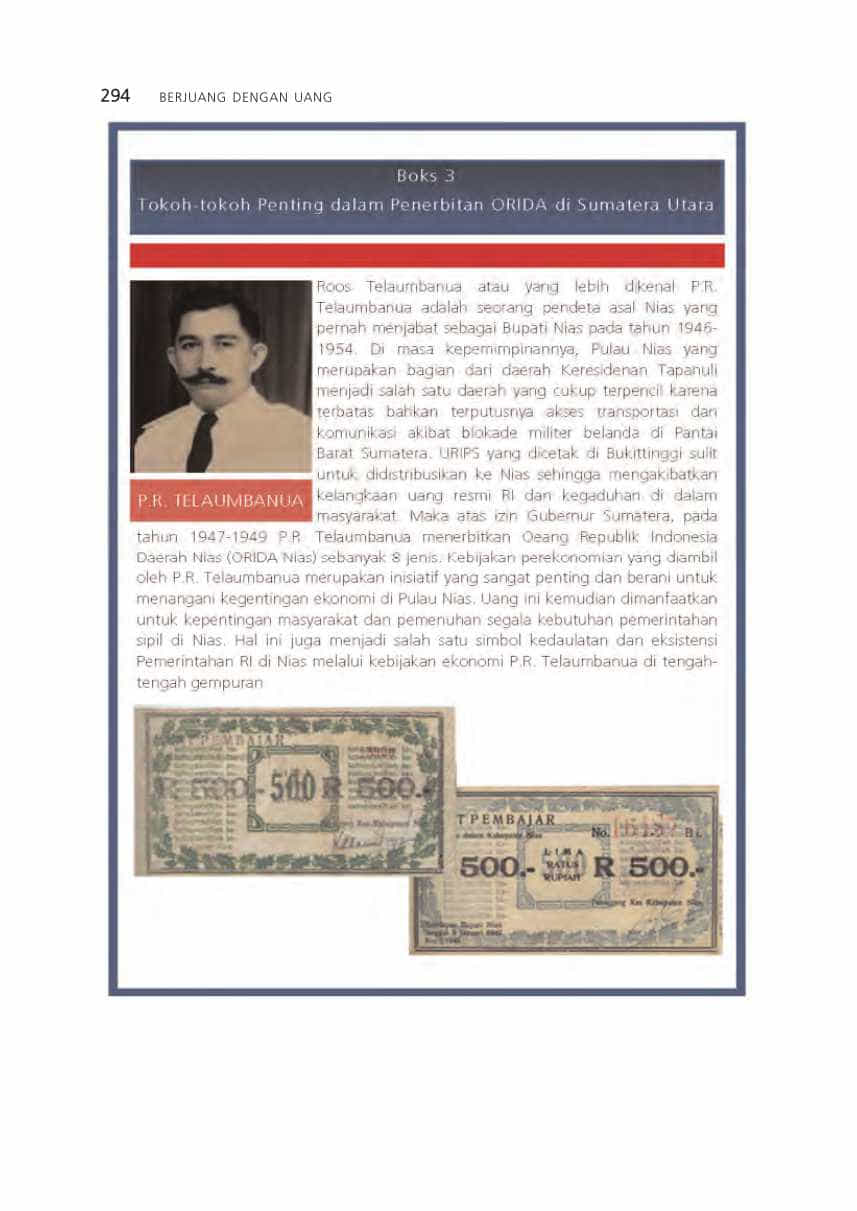 294 BERJUANG DENGAN UANG
Boks 3
Tokoh-tokoh Penting dalam Penerbitan ORIDA di Sumatera Utara
Roos Telaumbanua atau yang lebih dikenal P.R.
Telaumbanua adalah seorang pendeta asal Nias yang
pernah menjabat sebagai Bupati Nias pada tahun 1946-
1954. Di masa kepemimpinannya, Pulau Nias yang
merupakan bagian dari daerah Keresidenan Tapanuli
menjadi salah satu daerah yang cukup terpencil karena
terbatas bahkan terputusnya akses transportasi dan
komunikasi akibat blokade militer belanda di Pantai
Barat Sumatera. URIPS yang dicetak di Bukittinggi sulit
untuk didistribusikan ke Nias sehingga mengakibatkan
P.R. TELAUMBANUA
kelangkaan uang resmi RI dan kegaduhan di dalam
masyarakat. Maka atas izin Gubernur Sumatera, pada
tahun 1947-1949 P.R. Telaumbanua menerbitkan Oeang Republik Indonesia
Daerah Nias (ORIDA Nias) sebanyak 8 jenis. Kebijakan perekonomian yang diambil
oleh P.R. Telaumbanua merupakan inisiatif yang sangat penting dan berani untuk
menangani kegentingan ekonomi di Pulau Nias. Uang ini kemudian dimanfaatkan
untuk kepentingan masyarakat dan pemenuhan segala kebutuhan pemerintahan
sipil di Nias. Hal ini juga menjadi salah satu simbol kedaulatan dan eksistensi
Pemerintahan RI di Nias melalui kebijakan ekonomi P.R. Telaumbanua di tengah-
tengah gempuran
PEMBAJAR
R 500.- 500 R 500.-
T PEMBAJAR
dalam Kabupaten Nias
No.
500.- LIMA RATUS RUPIAH R 500.-
Kas Kabupaten Nias
Bupati Nias